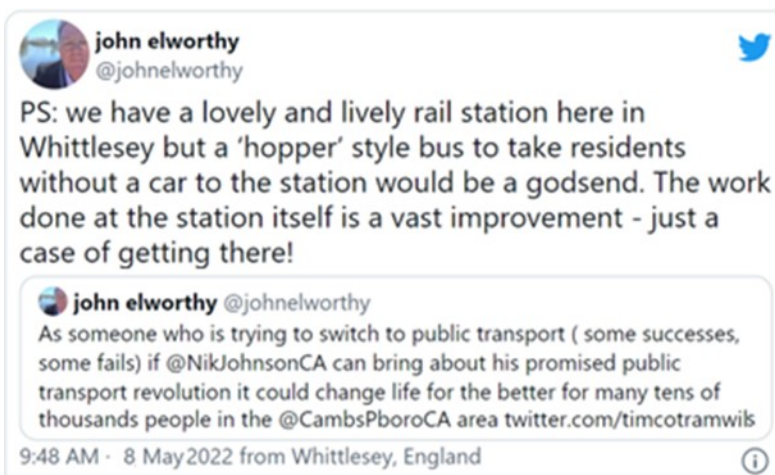 john elworthy
@johnelworthy
PS: we have a lovely and lively rail station here in
Whittlesey but a ‘hopper’ style bus to take residents
without a car to the station would be a godsend. The work
done at the station itself is a vast improvement - just a
case of getting there!
john elworthy @johnelworthy
As someone who is trying to switch to public transport ( some successes,
some fails) if @NikJohnsonCA can bring about his promised public
transport revolution it could change life for the better for many tens of
thousands people in the @CambsPboroCA area twitter.com/timcotramwils
9:48 AM · 8 May 2022 from Whittlesey, England